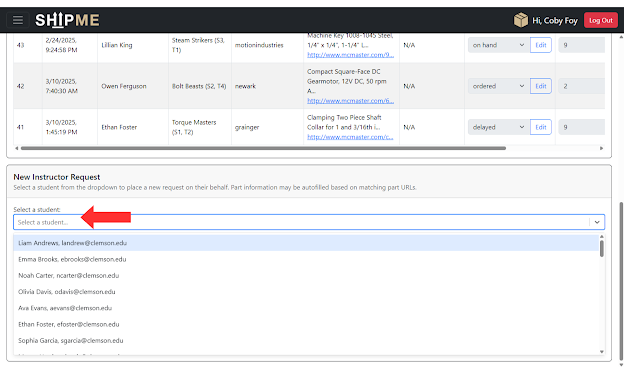 SHIPME
Hi, Coby Foy
Log Out
43
2/24/2025, 9:24:58 PM
Lillian King
Steam Strikers (S3, T1)
motionindustries
Machine Key 1008-1045 Steel, 1/4" x 1/4", 1-1/4" L...
http://www.mcmaster.com/9...
N/A
on hand
Edit
9
42
3/10/2025, 7:40:30 AM
Owen Ferguson
Bolt Beasts (S2, T4)
newark
Compact Square-Face DC Gearmotor, 12V DC, 50 rpm A...
http://www.mcmaster.com/6...
N/A
ordered
Edit
2
41
3/10/2025, 1:45:19 PM
Ethan Foster
Torque Masters (S1, T2)
grainger
Clamping Two Piece Shaft Collar for 1 and 3/16th i...
http://www.mcmaster.com/c...
N/A
delayed
Edit
9
New Instructor Request
Select a student from the dropdown to place a new request on their behalf. Part information may be autofilled based on matching part URLs.
Select a student:
Select a student...
Liam Andrews, landrew@clemson.edu
Emma Brooks, ebrooks@clemson.edu
Noah Carter, ncarter@clemson.edu
Olivia Davis, odavis@clemson.edu
Ava Evans, aevans@clemson.edu
Ethan Foster, efoster@clemson.edu
Sophia Garcia, sgarcia@clemson.edu